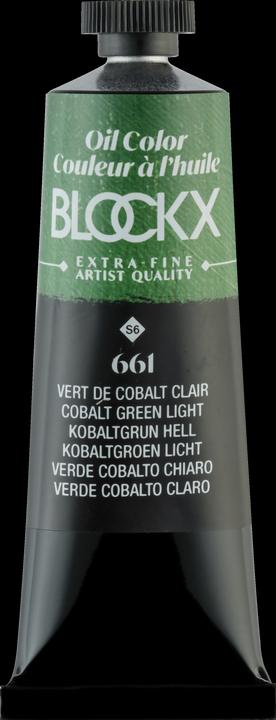 Oil Color
Couleur à l'huile
BLOCKX
EXTRA-FINE
ARTIST QUALITY
S6
661
VERT DE COBALT CLAIR
COBALT GREEN LIGHT
KOBALTGRUN HELL
KOBALTGROEN LICHT
VERDE COBALTO CHIARO
VERDE COBALTO CLARO